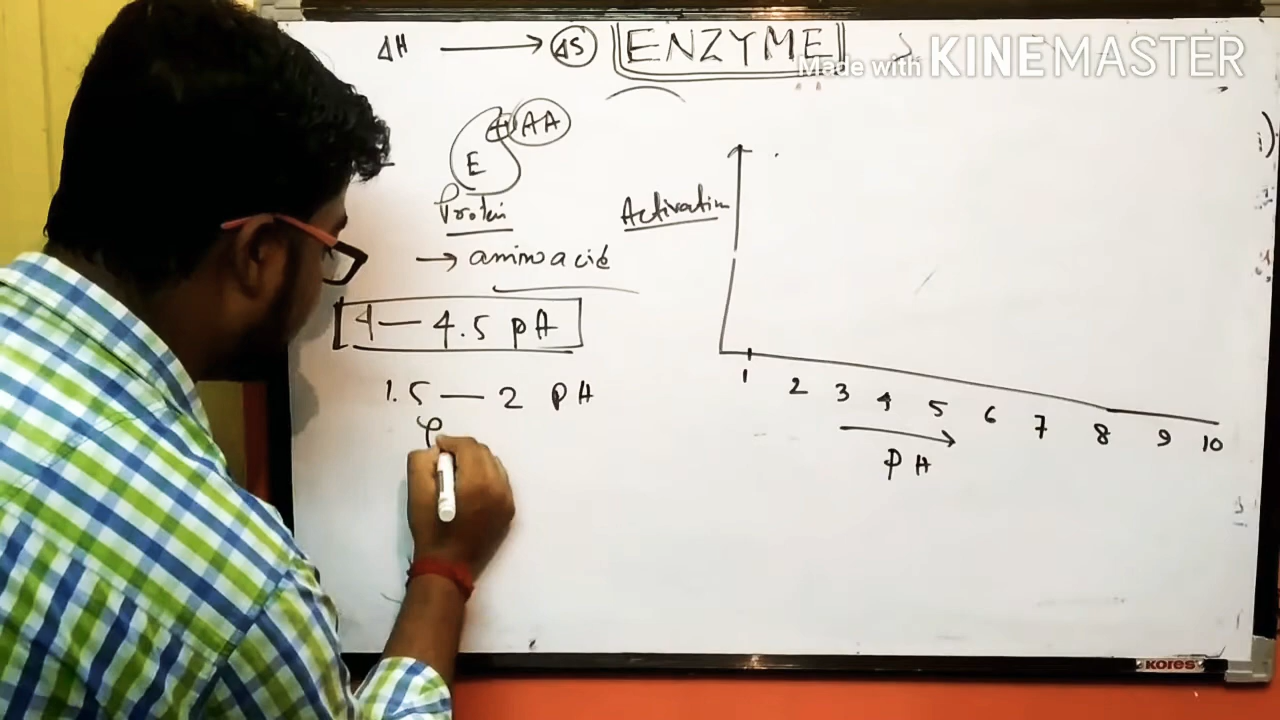 ΔH → ΔS ENZYME
Made with KINEMASTER
+ AA
E
Protein
→ amino acid
4 — 4.5 pH
1.5 — 2 PH
P
Activation
1 2 3 4 5 6 7 8 9 10
→
PH
i)
KORES